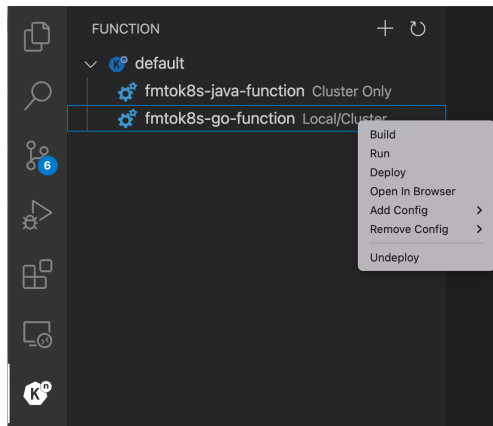 FUNCTION
default
fmtok8s-java-function Cluster Only
fmtok8s-go-function Local/Cluster
Build
Run
Deploy
Open In Browser
Add Config
Remove Config
Undeploy
6
K n